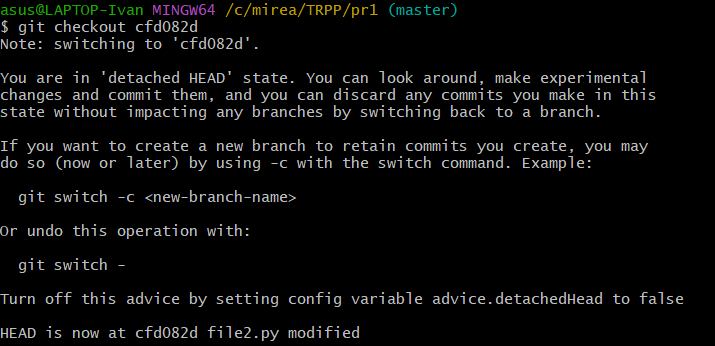 asus@LAPTOP-Ivan MINGW64 /c/mirea/TRPP/pr1 (master)
$ git checkout cfd082d
Note: switching to 'cfd082d'.
You are in 'detached HEAD' state. You can look around, make experimental
changes and commit them, and you can discard any commits you make in this
state without impacting any branches by switching back to a branch.
If you want to create a new branch to retain commits you create, you may
do so (now or later) by using -c with the switch command. Example:
git switch -c <new-branch-name>
Or undo this operation with:
git switch -
Turn off this advice by setting config variable advice.detachedHead to false
HEAD is now at cfd082d file2.py modified